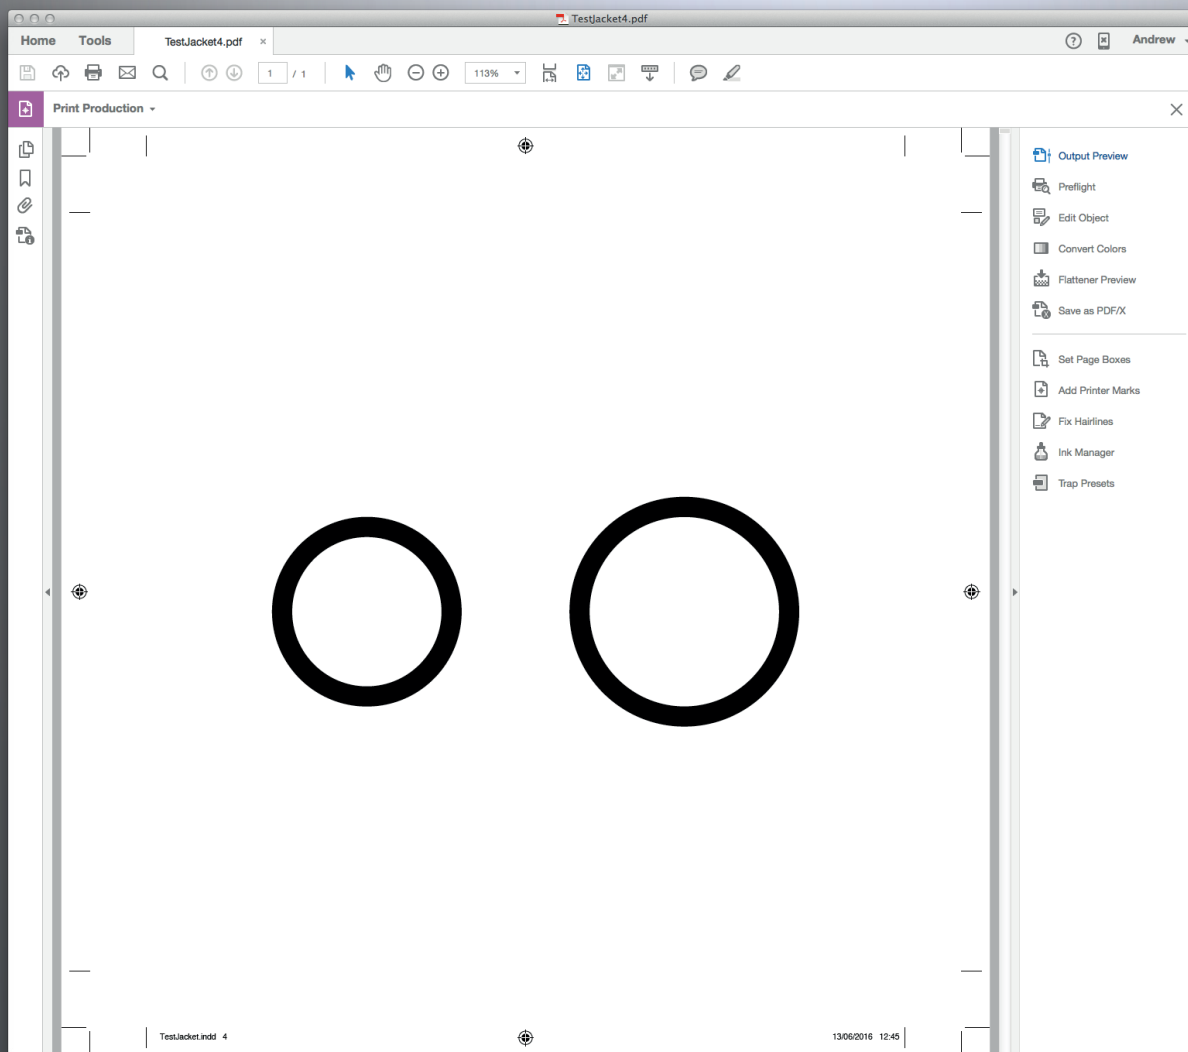 TestJacket4.pdf
Home Tools TestJacket4.pdf × Andrew
1 / 1 113%
Print Production
Output Preview
Preflight
Edit Object
Convert Colors
Flattener Preview
Save as PDF/X
Set Page Boxes
Add Printer Marks
Fix Hairlines
Ink Manager
Trap Presets
TestJacket.indd 4 13/06/2016 12:45